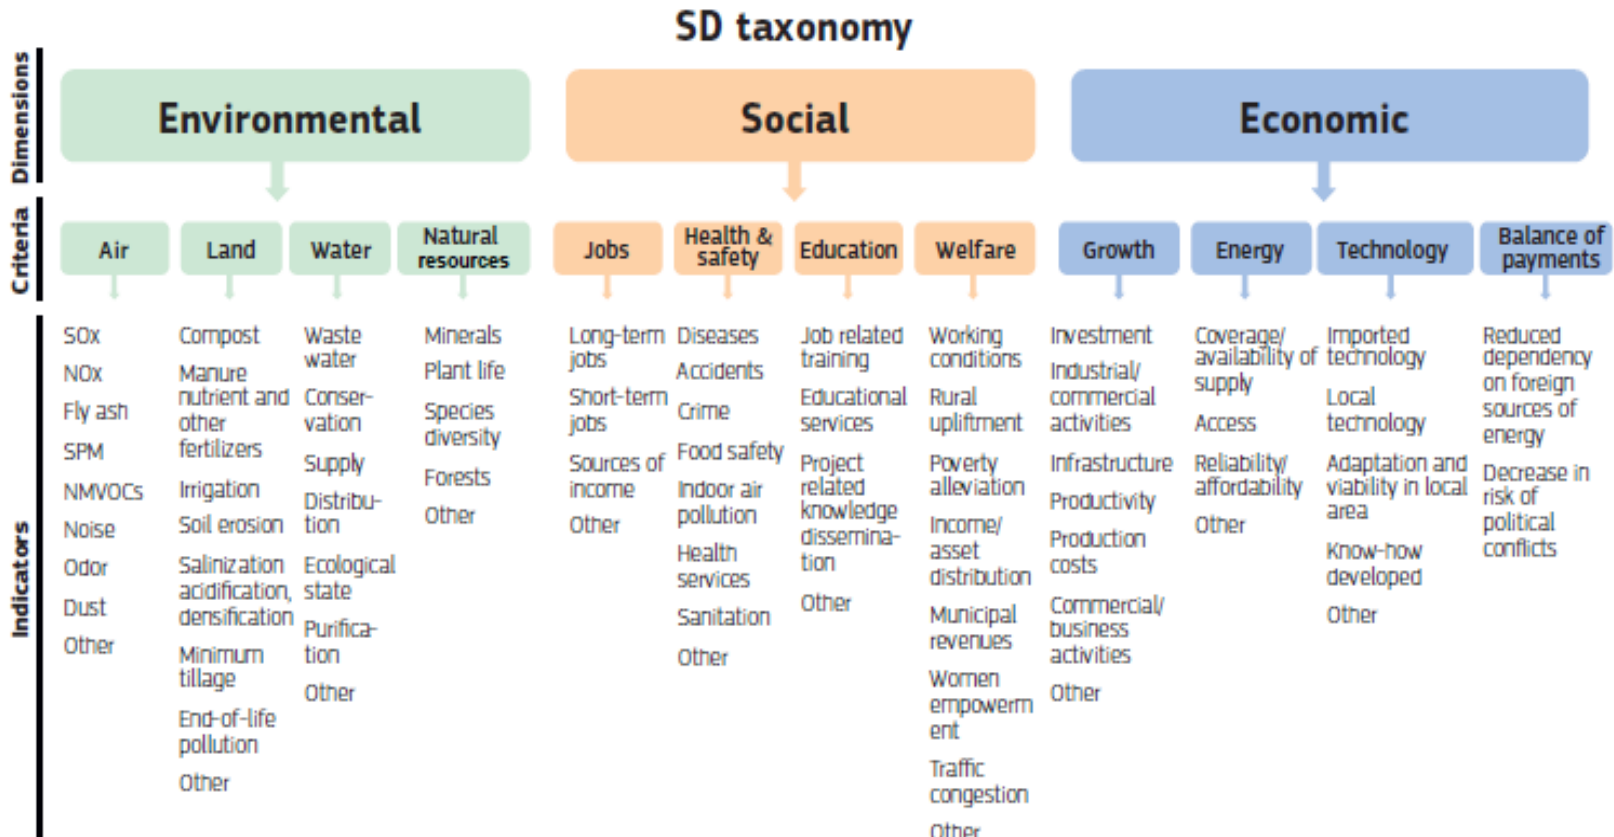 SD taxonomy
Dimensions
Environmental
Social
Economic
Criteria
Air
Land
Water
Natural
resources
Jobs
Health &
safety
Education
Welfare
Growth
Energy
Technology
Balance of
payments
Indicators
SOx
NOx
Fly ash
SPM
NMVOCs
Noise
Odor
Dust
Other
Compost
Manure
nutrient and
other
fertilizers
Irrigation
Soil erosion
Salinization
acidification,
densification
Minimum
tillage
End-of-life
pollution
Other
Waste
water
Conser-
vation
Supply
Distribu-
tion
Ecological
state
Purifica-
tion
Other
Minerals
Plant life
Species
diversity
Forests
Other
Long-term
jobs
Short-term
jobs
Sources of
income
Other
Diseases
Accidents
Crime
Food safety
Indoor air
pollution
Health
services
Sanitation
Other
Job related
training
Educational
services
Project
related
knowledge
dissemina-
tion
Other
Working
conditions
Rural
upliftment
Poverty
alleviation
Income/
asset
distribution
Municipal
revenues
Women
empowerm
ent
Traffic
congestion
Other
Investment
Industrial/
commercial
activities
Infrastructure
Productivity
Production
costs
Commercial/
business
activities
Other
Coverage/
availability of
supply
Access
Reliability/
affordability
Other
Imported
technology
Local
technology
Adaptation and
viability in local
area
Know-how
developed
Other
Reduced
dependency
on foreign
sources of
energy
Decrease in
risk of
political
conflicts